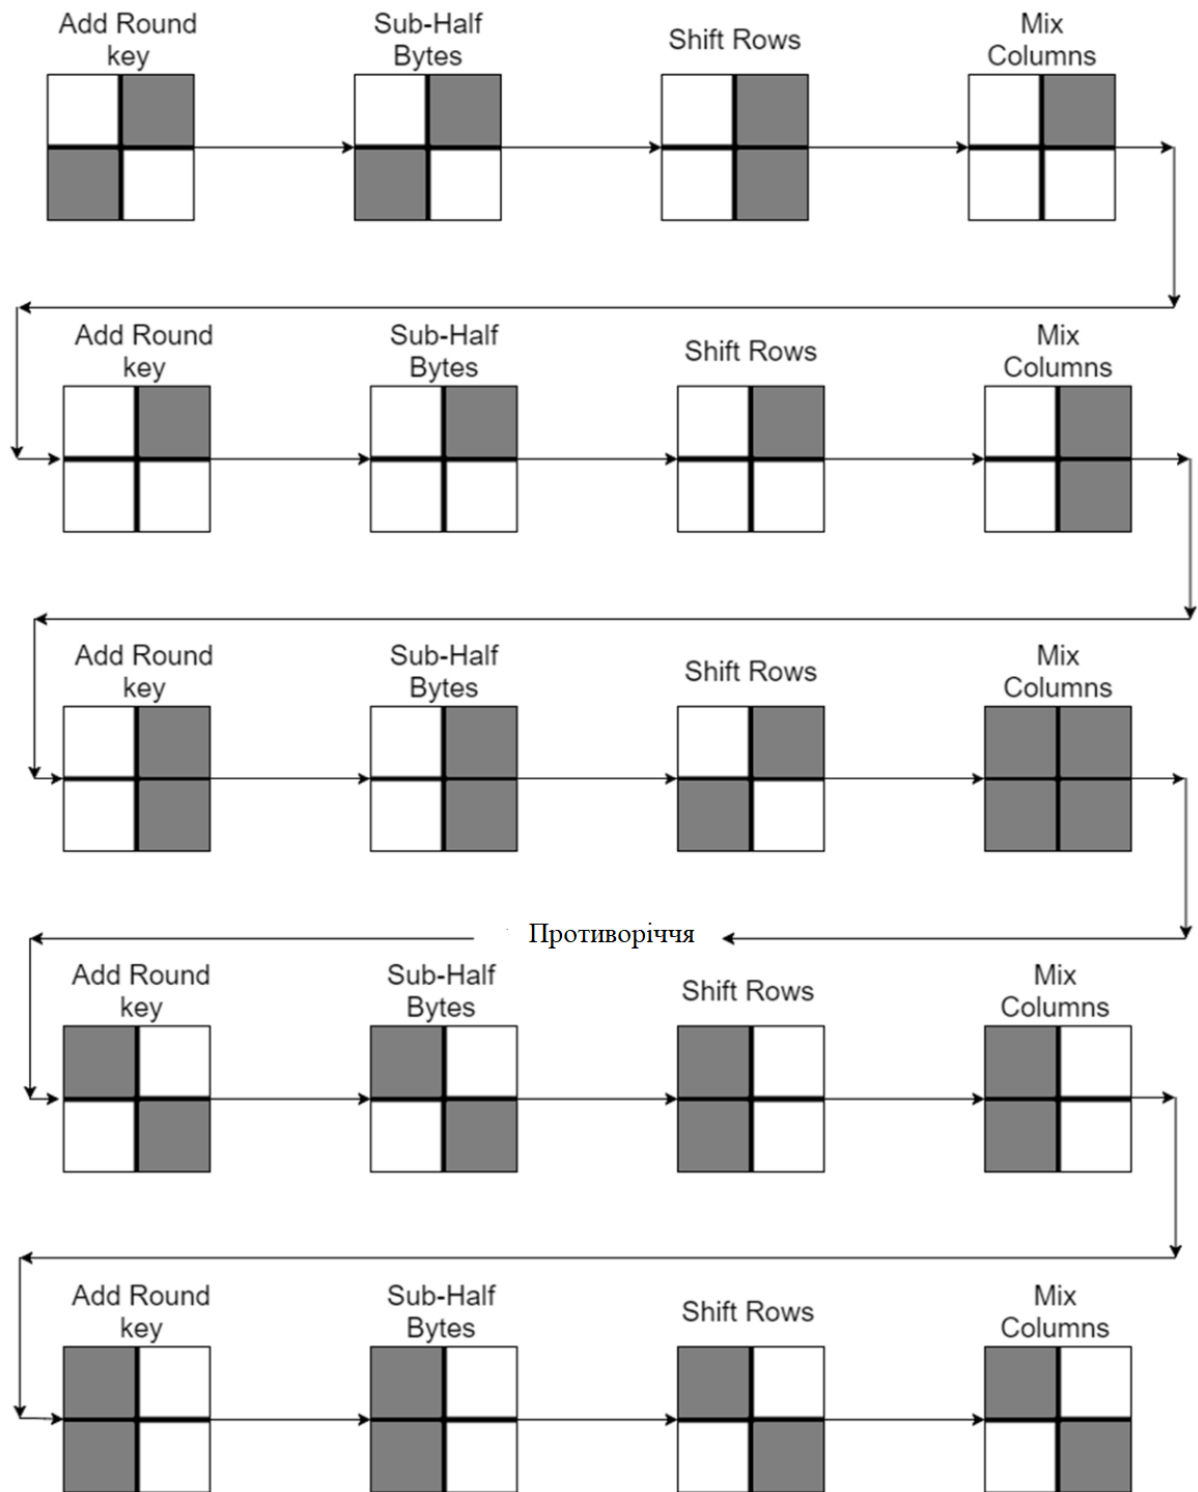 Add Round
key
Sub-Half
Bytes
Shift Rows
Mix
Columns
Add Round
key
Sub-Half
Bytes
Shift Rows
Mix
Columns
Add Round
key
Sub-Half
Bytes
Shift Rows
Mix
Columns
Противоріччя
Add Round
key
Sub-Half
Bytes
Shift Rows
Mix
Columns
Add Round
key
Sub-Half
Bytes
Shift Rows
Mix
Columns